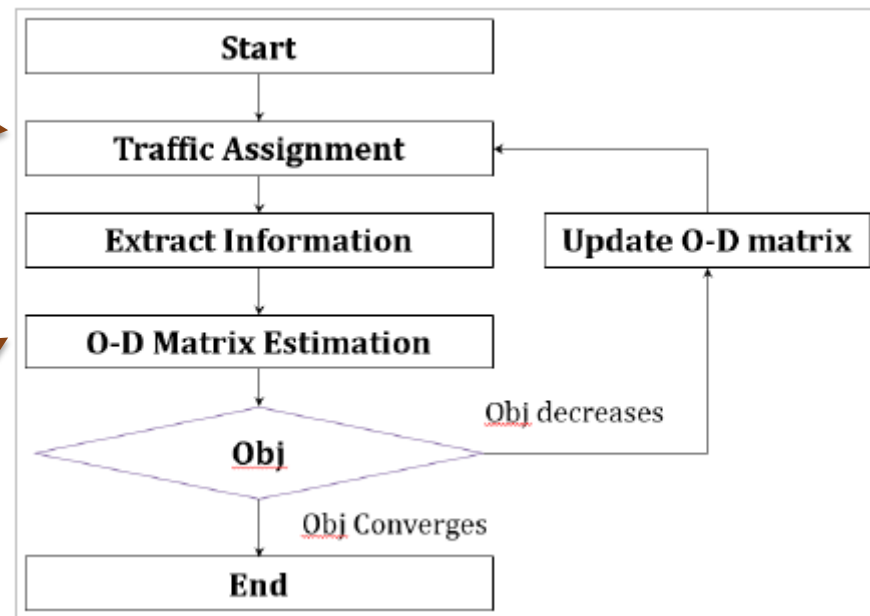 Start
Traffic Assignment
Extract Information
Update O-D matrix
O-D Matrix Estimation
Obj decreases
Obj
Obj Converges
End